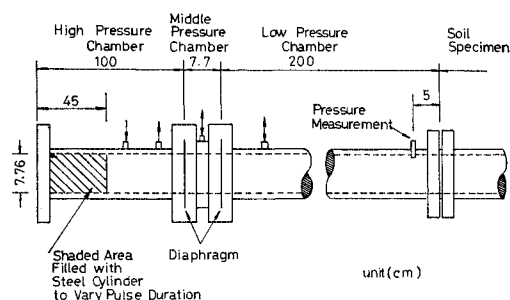 High Pressure
Chamber
100
Middle
Pressure
Chamber
7.7
Low Pressure
Chamber
200
Soil
Specimen
45
5
Pressure
Measurement
7.76
Shaded Area
Filled with
Steel Cylinder
to Vary Pulse Duration
Diaphragm
unit(cm)